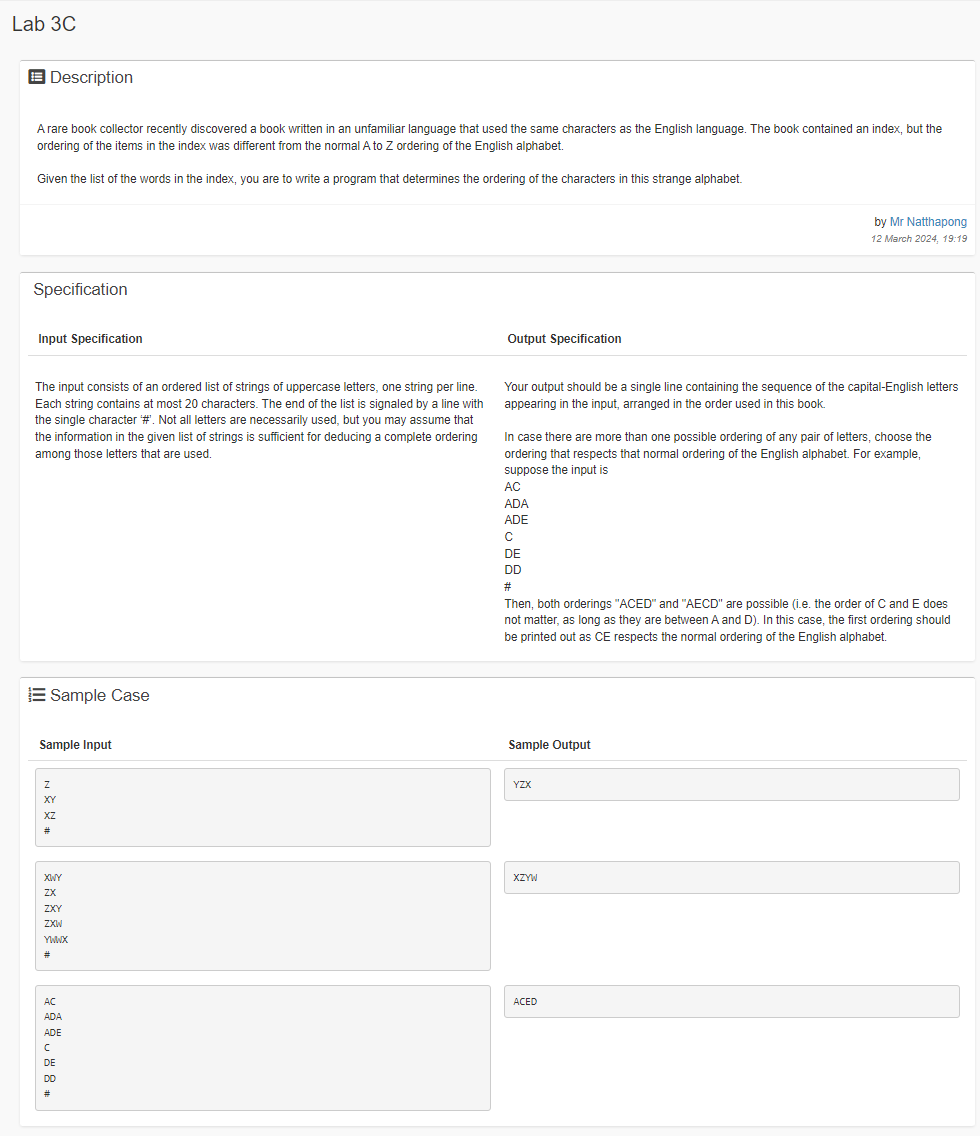 Lab 3C
Description
A rare book collector recently discovered a book written in an unfamiliar language that used the same characters as the English language. The book contained an index, but the
ordering of the items in the index was different from the normal A to Z ordering of the English alphabet.
Given the list of the words in the index, you are to write a program that determines the ordering of the characters in this strange alphabet.
by Mr Natthapong
12 March 2024, 19:19
Specification
Input Specification
The input consists of an ordered list of strings of uppercase letters, one string per line.
Each string contains at most 20 characters. The end of the list is signaled by a line with
the single character ‘#’. Not all letters are necessarily used, but you may assume that
the information in the given list of strings is sufficient for deducing a complete ordering
among those letters that are used.
Output Specification
Your output should be a single line containing the sequence of the capital-English letters
appearing in the input, arranged in the order used in this book.
In case there are more than one possible ordering of any pair of letters, choose the
ordering that respects that normal ordering of the English alphabet. For example,
suppose the input is
AC
ADA
ADE
C
DE
DD
#
Then, both orderings "ACED" and "AECD" are possible (i.e. the order of C and E does
not matter, as long as they are between A and D). In this case, the first ordering should
be printed out as CE respects the normal ordering of the English alphabet.
Sample Case
Sample Input
Sample Output
Z
XY
XZ
#
YZX
XWY
ZX
ZXY
ZXW
YWWX
#
XZYW
AC
ADA
ADE
C
DE
DD
#
ACED